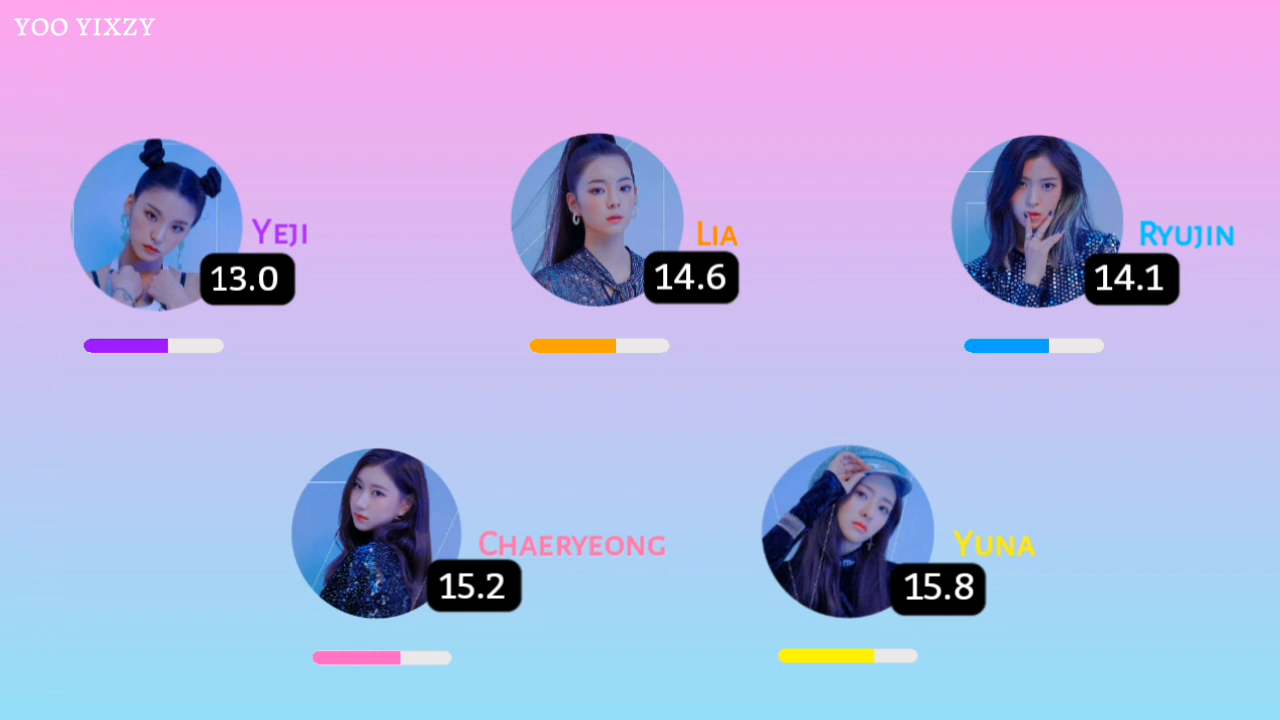 YOO YIXZY
Yeji
13.0
Lia
14.6
Ryujin
14.1
Chaeryeong
15.2
Yuna
15.8